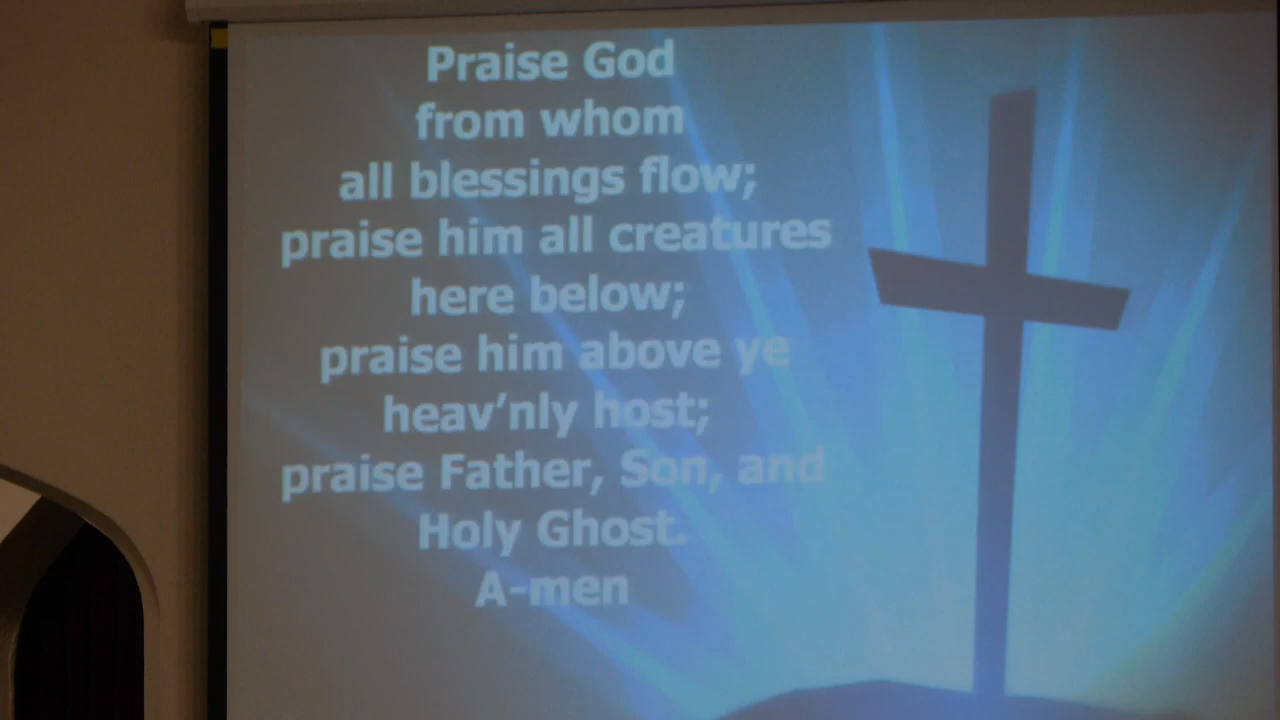 Praise God
from whom
all blessings flow;
praise him all creatures
here below;
praise him above ye
heav’nly host;
praise Father, Son, and
Holy Ghost.
A-men